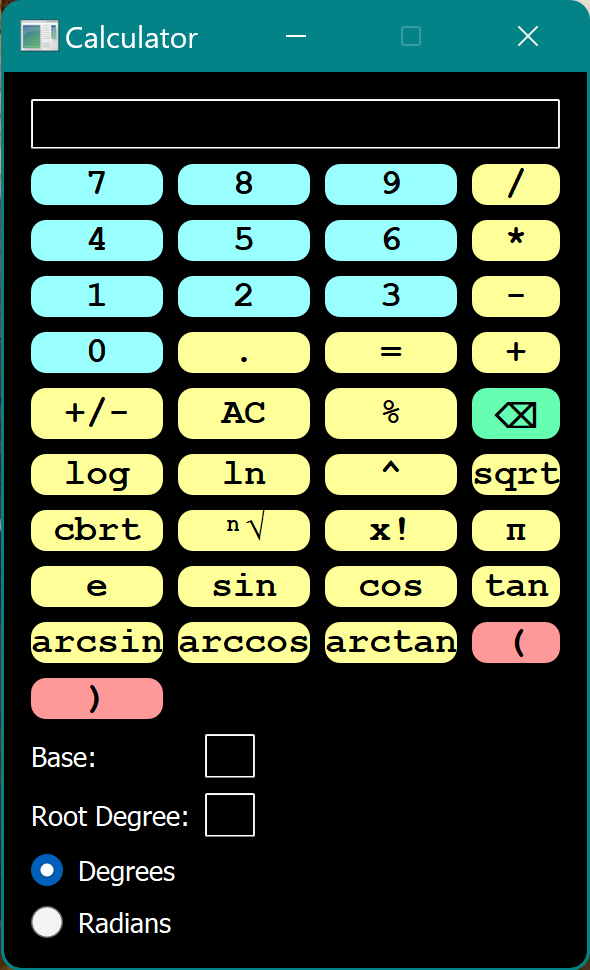 Calculator
7 8 9 /
4 5 6 *
1 2 3 -
0 . = +
+/- AC % ⌫
log ln ^ sqrt
cbrt ⁿ√ x! π
e sin cos tan
arcsin arccos arctan (
)
Base:
Root Degree:
Degrees
Radians